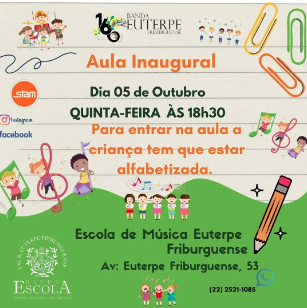 160
BANDA
EUTERPE
FRIBURGUENSE
Aula Inaugural
Dia 05 de Outubro
QUINTA-FEIRA ÀS 18h30
Para entrar na aula a
criança tem que estar
alfabetizada.
stam
Instagram
facebook
Escola de Música Euterpe
Friburguense
Av: Euterpe Friburguense, 53
(22) 2521-1085
BANDA
ESCOLA